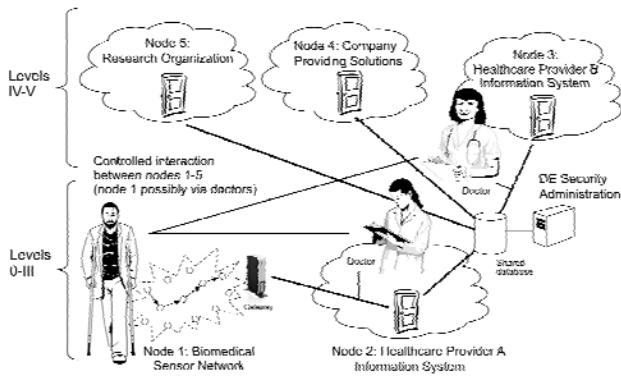 Node 5:
Research Organization
Node 4: Company
Providing Solutions
Node 3:
Healthcare Provider B
Information System
Levels
IV-V
Controlled interaction
between nodes 1-5
(node 1 possibly via doctors)
Doctor
DE Security
Administration
Levels
0-III
Doctor
Shared
database
Gateway
Node 1: Biomedical
Sensor Network
Node 2: Healthcare Provider A
Information System